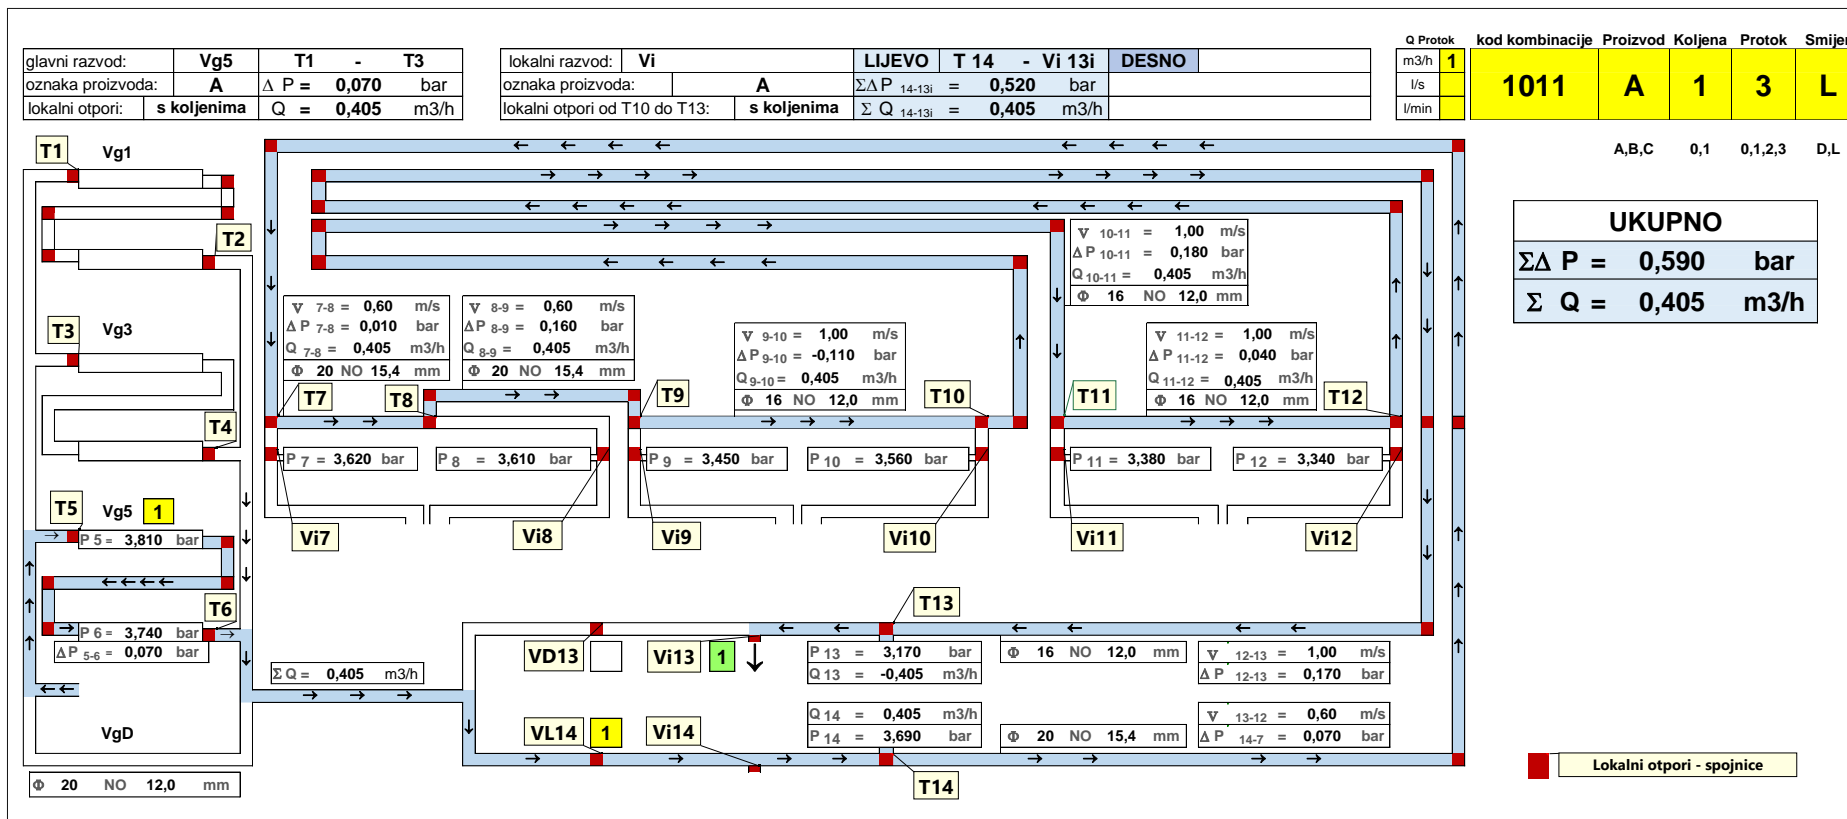 glavni razvod: Vg5 T1 - T3
oznaka proizvoda: A Δ P = 0,070 bar
lokalni otpori: s koljenima Q = 0,405 m3/h
lokalni razvod: Vi LIJEVO T 14 - Vi 13i DESNO
oznaka proizvoda: A ΣΔ P 14-13i = 0,520 bar
lokalni otpori od T10 do T13: s koljenima Σ Q 14-13i = 0,405 m3/h
Q Protok
m3/h 1
l/s
l/min
kod kombinacije Proizvod Koljena Protok Smijer
1011 A 1 3 L
A,B,C 0,1 0,1,2,3 D,L
UKUPNO
ΣΔ P = 0,590 bar
Σ Q = 0,405 m3/h
T1 Vg1
T2
T3 Vg3
T4
T5 Vg5 1
P 5 = 3,810 bar
T6
P 6 = 3,740 bar
ΔP 5-6 = 0,070 bar
VgD
Φ 20 NO 12,0 mm
V 7-8 = 0,60 m/s
Δ P 7-8 = 0,010 bar
Q 7-8 = 0,405 m3/h
Φ 20 NO 15,4 mm
V 8-9 = 0,60 m/s
Δ P 8-9 = 0,160 bar
Q 8-9 = 0,405 m3/h
Φ 20 NO 15,4 mm
V 9-10 = 1,00 m/s
Δ P 9-10 = -0,110 bar
Q 9-10 = 0,405 m3/h
Φ 16 NO 12,0 mm
V 10-11 = 1,00 m/s
Δ P 10-11 = 0,180 bar
Q 10-11 = 0,405 m3/h
Φ 16 NO 12,0 mm
V 11-12 = 1,00 m/s
Δ P 11-12 = 0,040 bar
Q 11-12 = 0,405 m3/h
Φ 16 NO 12,0 mm
T7 T8 T9 T10 T11 T12
P 7 = 3,620 bar
P 8 = 3,610 bar
P 9 = 3,450 bar
P 10 = 3,560 bar
P 11 = 3,380 bar
P 12 = 3,340 bar
Vi7 Vi8 Vi9 Vi10 Vi11 Vi12
T13
VD13 Vi13 1
P 13 = 3,170 bar
Q 13 = -0,405 m3/h
Φ 16 NO 12,0 mm
V 12-13 = 1,00 m/s
Δ P 12-13 = 0,170 bar
Σ Q = 0,405 m3/h
VL14 1 Vi14
Q 14 = 0,405 m3/h
P 14 = 3,690 bar
Φ 20 NO 15,4 mm
V 13-12 = 0,60 m/s
Δ P 14-7 = 0,070 bar
T14
Lokalni otpori - spojnice